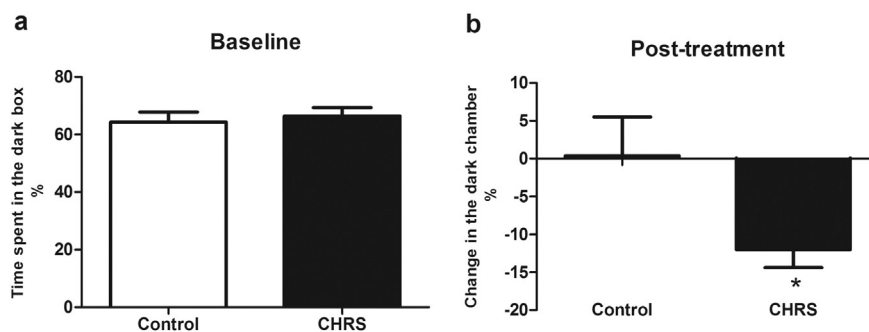 a
Baseline
Time spent in the dark box
%
80
60
40
20
0
Control
CHRS
b
Post-treatment
Change in the dark chamber
%
10
5
0
-5
-10
-15
-20
*
Control
CHRS